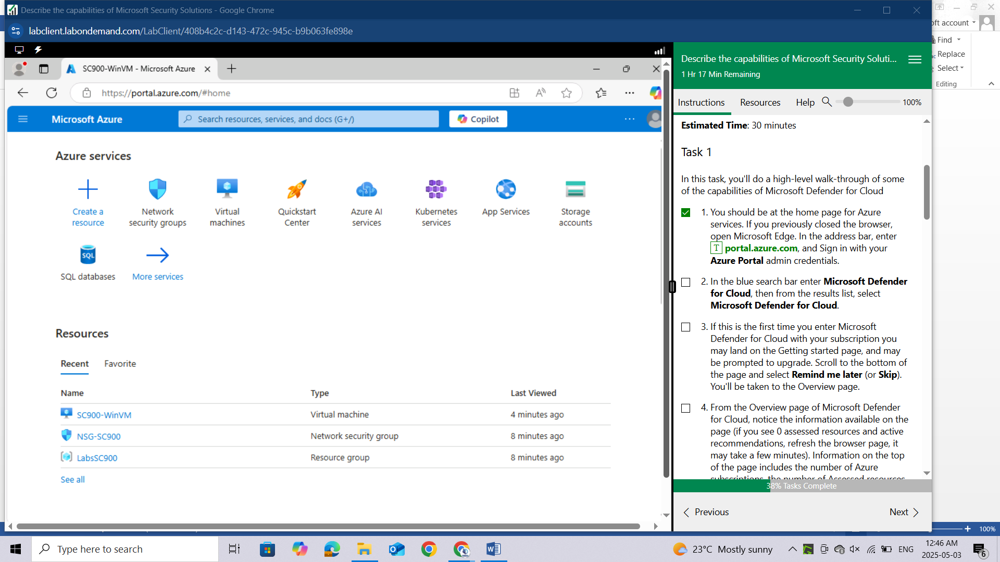 Describe the capabilities of Microsoft Security Solutions - Google Chrome
labclient.labondemand.com/LabClient/408b4c2c-d143-472c-945c-b9b063fe898e
SC900-WinVM - Microsoft Azure
https://portal.azure.com/#home
Microsoft Azure
Search resources, services, and docs (G+/)
Copilot
Azure services
Create a resource
Network security groups
Virtual machines
Quickstart Center
Azure AI services
Kubernetes services
App Services
Storage accounts
SQL
SQL databases
More services
Resources
Recent Favorite
Name Type Last Viewed
SC900-WinVM Virtual machine 4 minutes ago
NSG-SC900 Network security group 8 minutes ago
LabsSC900 Resource group 8 minutes ago
See all
Describe the capabilities of Microsoft Security Soluti...
1 Hr 17 Min Remaining
Instructions Resources Help 100%
Estimated Time: 30 minutes
Task 1
In this task, you'll do a high-level walk-through of some
of the capabilities of Microsoft Defender for Cloud
1. You should be at the home page for Azure
services. If you previously closed the browser,
open Microsoft Edge. In the address bar, enter
T portal.azure.com, and Sign in with your
Azure Portal admin credentials.
2. In the blue search bar enter Microsoft Defender
for Cloud, then from the results list, select
Microsoft Defender for Cloud.
3. If this is the first time you enter Microsoft
Defender for Cloud with your subscription you
may land on the Getting started page, and may
be prompted to upgrade. Scroll to the bottom of
the page and select Remind me later (or Skip).
You'll be taken to the Overview page.
4. From the Overview page of Microsoft Defender
for Cloud, notice the information available on the
page (if you see 0 assessed resources and active
recommendations, refresh the browser page, it
may take a few minutes). Information on the top
of the page includes the number of Azure
subscriptions, the number of Assessed resources
38% Tasks Complete
Previous Next
oft account
Find
Replace
Select
Editing
100%
Type here to search
23°C Mostly sunny
ENG
12:46 AM
2025-05-03
6